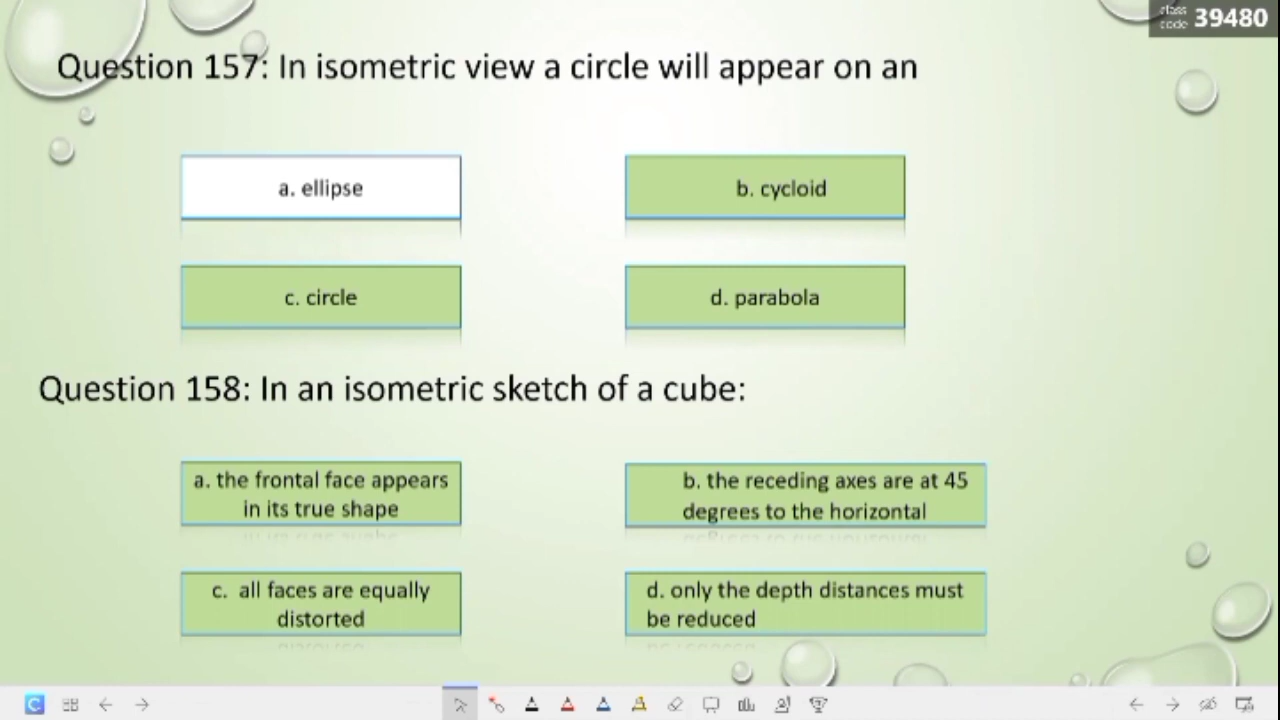 class
code 39480
Question 157: In isometric view a circle will appear on an
a. ellipse
b. cycloid
c. circle
d. parabola
Question 158: In an isometric sketch of a cube:
a. the frontal face appears
in its true shape
b. the receding axes are at 45
degrees to the horizontal
c. all faces are equally
distorted
d. only the depth distances must
be reduced